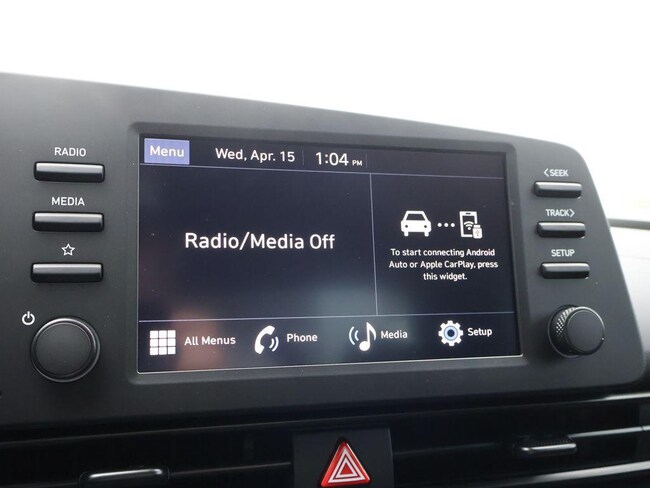 RADIO
MEDIA
Menu
Wed, Apr. 15
1:04 PM
Radio/Media Off
To start connecting Android
Auto or Apple CarPlay, press
this widget.
All Menus
Phone
Media
Setup
<SEEK
TRACK>
SETUP